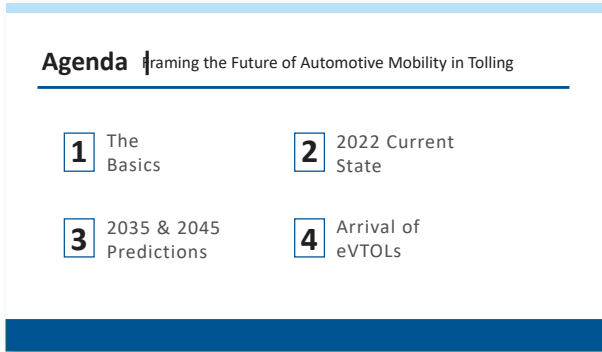 Agenda | Framing the Future of Automotive Mobility in Tolling
1 The
Basics
2 2022 Current
State
3 2035 & 2045
Predictions
4 Arrival of
eVTOLs